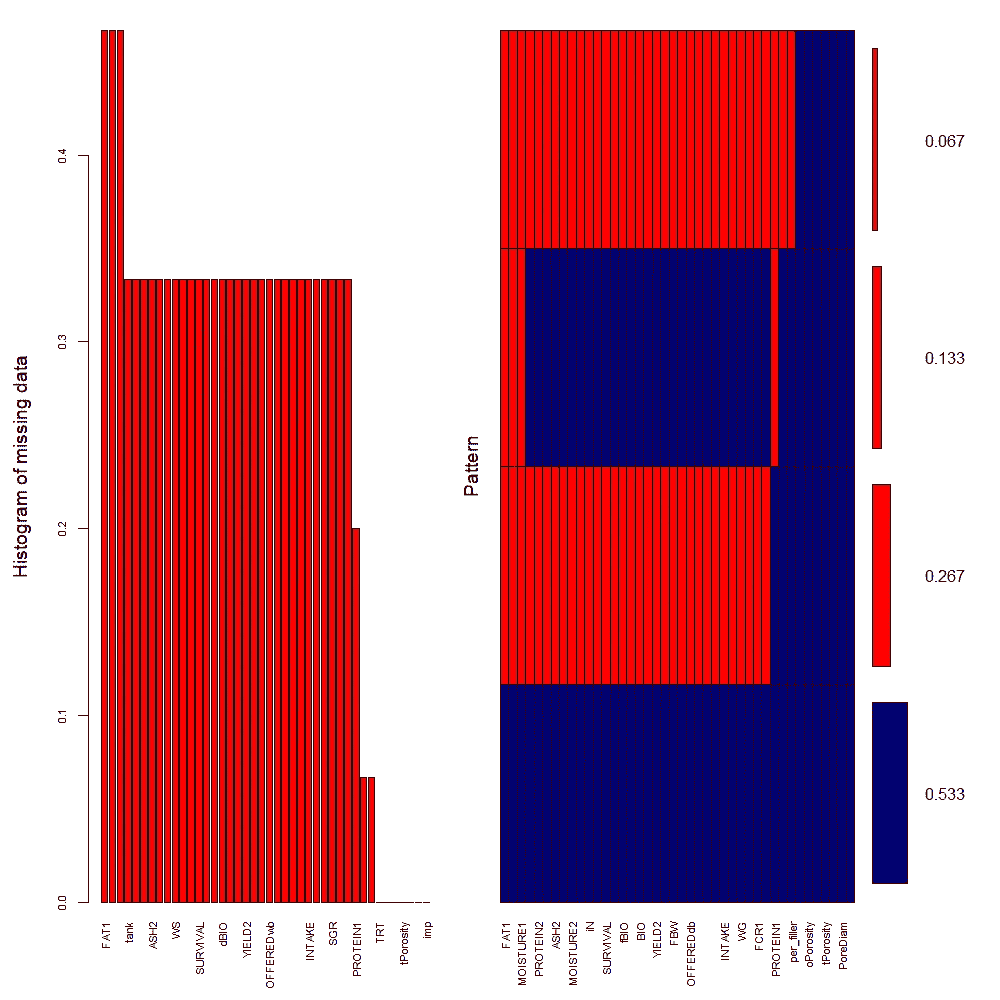 Histogram of missing data
0.0
0.1
0.2
0.3
0.4
FAT1
tank
ASH2
WS
SURVIVAL
dBIO
YIELD2
OFFEREDwb
INTAKE
SGR
PROTEIN1
TRT
tPorosity
imp
Pattern
FAT1
MOISTURE1
PROTEIN2
ASH2
MOISTURE2
iN
SURVIVAL
fBIO
BIO
YIELD2
FBW
OFFEREDdb
INTAKE
WG
FCR1
PROTEIN1
per_filler
oPorosity
tPorosity
PoreDiam
0.067
0.133
0.267
0.533